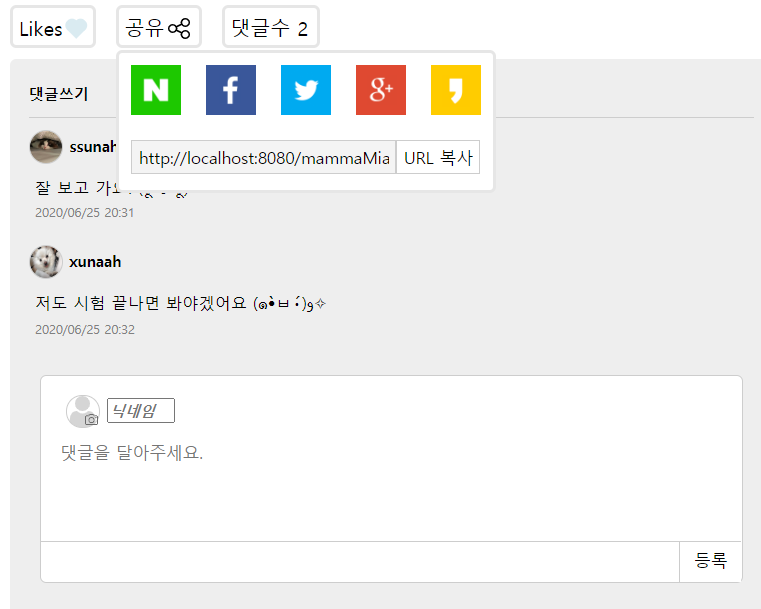 Likes 공유 댓글수 2
N f g+
댓글쓰기
ssunah
http://localhost:8080/mammaMia URL 복사
잘 보고 가요
2020/06/25 20:31
xunaah
저도 시험 끝나면 봐야겠어요 (๑•̀ㅂ•́)و✧
2020/06/25 20:32
닉네임
댓글을 달아주세요.
등록